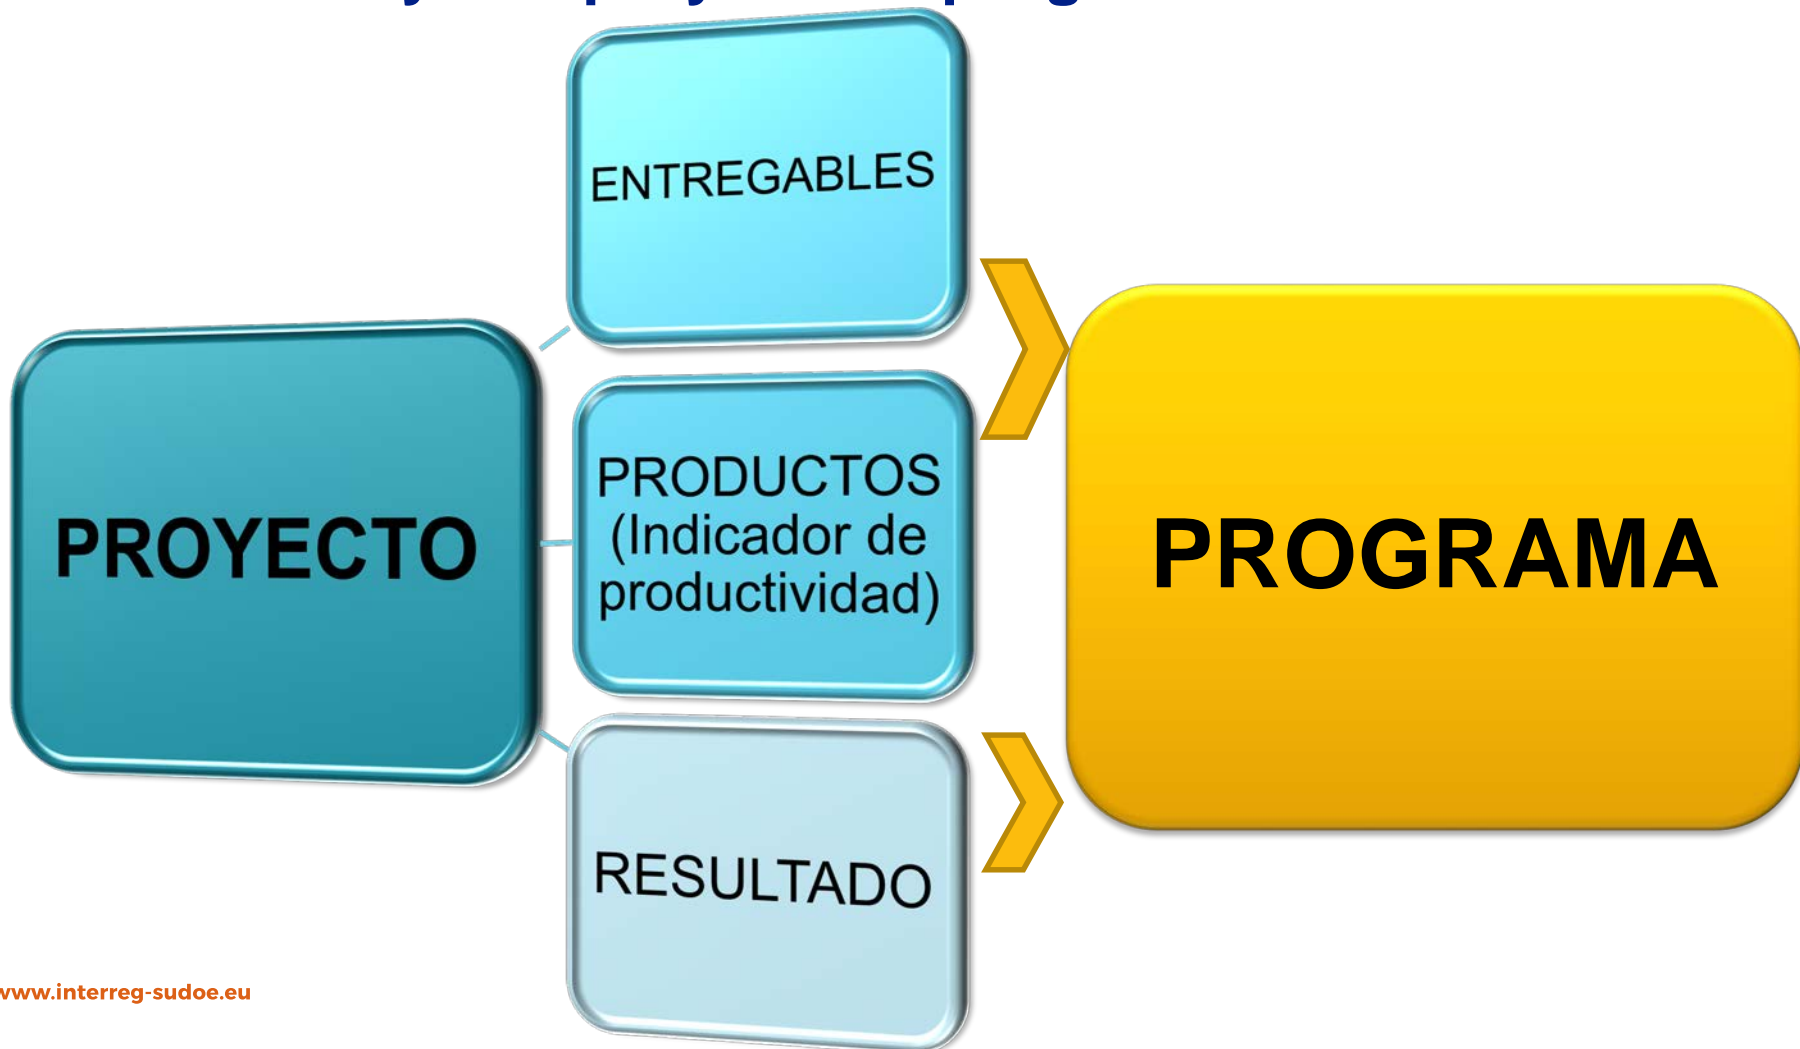 ENTREGABLES
PROYECTO
PRODUCTOS
(Indicador de
productividad)
PROGRAMA
RESULTADO
www.interreg-sudoe.eu